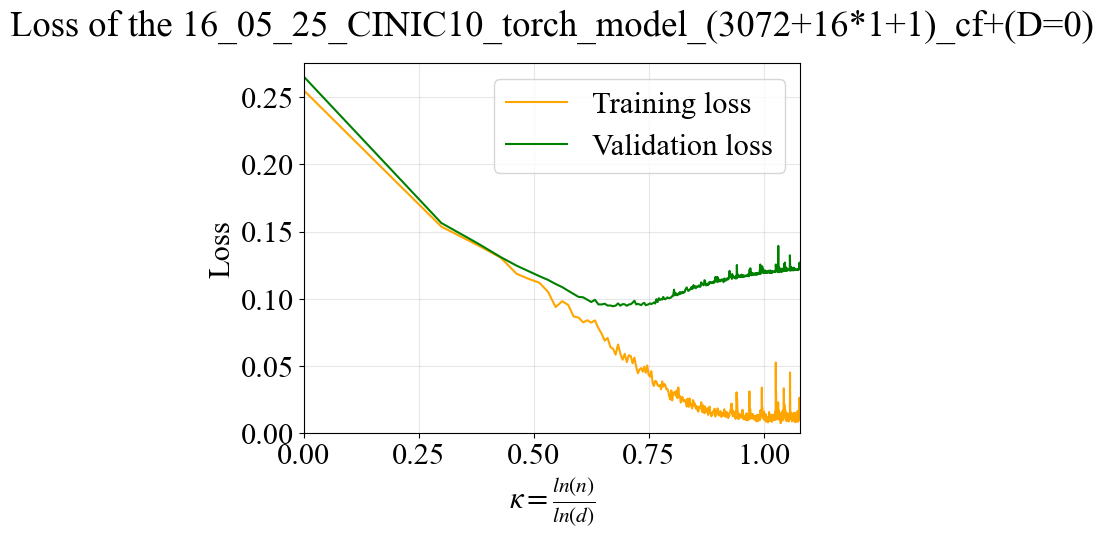 Loss of the 16_05_25_CINIC10_torch_model_(3072+16*1+1)_cf+(D=0)
Training loss
Validation loss
Loss
0.25
0.20
0.15
0.10
0.05
0.00
0.00 0.25 0.50 0.75 1.00
κ = ln(n)/ln(d)